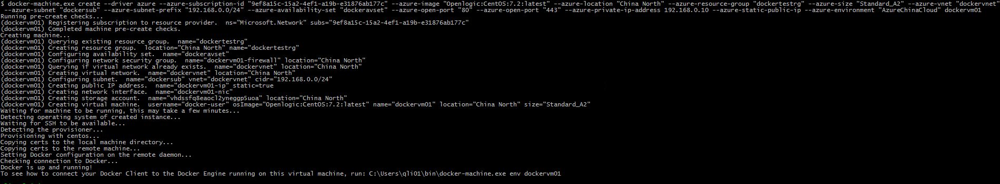 $ docker-machine.exe create --driver azure --azure-subscription-id "9ef8a15c-15a2-4ef1-a19b-e31876ab177c" --azure-image "Openlogic:CentOS:7.2:latest" --azure-location "China North" --azure-resource-group "dockertestrg" --azure-size "Standard_A2" --azure-vnet "dockervnet"
--azure-subnet "dockersub" --azure-subnet-prefix "192.168.0.0/24" --azure-availability-set "dockeravset" --azure-open-port "80" --azure-open-port "443" --azure-private-ip-address 192.168.0.10 --azure-static-public-ip --azure-environment "AzureChinaCloud" dockervm01
Running pre-create checks...
(dockervm01) Registering subscription to resource provider.  ns="Microsoft.Network" subs="9ef8a15c-15a2-4ef1-a19b-e31876ab177c"
(dockervm01) Completed machine pre-create checks.
Creating machine...
(dockervm01) Querying existing resource group.  name="dockertestrg"
(dockervm01) Creating resource group.  location="China North" name="dockertestrg"
(dockervm01) Configuring availability set.  name="dockeravset"
(dockervm01) Configuring network security group.  name="dockervm01-firewall" location="China North"
(dockervm01) Querying if virtual network already exists.  name="dockervnet" location="China North"
(dockervm01) Creating virtual network.  name="dockervnet" location="China North"
(dockervm01) Configuring subnet.  name="dockersub" vnet="dockervnet" cidr="192.168.0.0/24"
(dockervm01) Creating public IP address.  name="dockervm01-ip" static=true
(dockervm01) Creating network interface.  name="dockervm01-nic"
(dockervm01) Creating storage account.  name="vhdssfq8eaocl2yneggp5uoa" location="China North"
(dockervm01) Creating virtual machine.  username="docker-user" osImage="Openlogic:CentOS:7.2:latest" name="dockervm01" location="China North" size="Standard_A2"
Waiting for machine to be running, this may take a few minutes...
Detecting operating system of created instance...
Waiting for SSH to be available...
Detecting the provisioner...
Provisioning with centos...
Copying certs to the local machine directory...
Copying certs to the remote machine...
Setting Docker configuration on the remote daemon...
Checking connection to Docker...
Docker is up and running!
To see how to connect your Docker Client to the Docker Engine running on this virtual machine, run: C:\Users\qli01\bin\docker-machine.exe env dockervm01